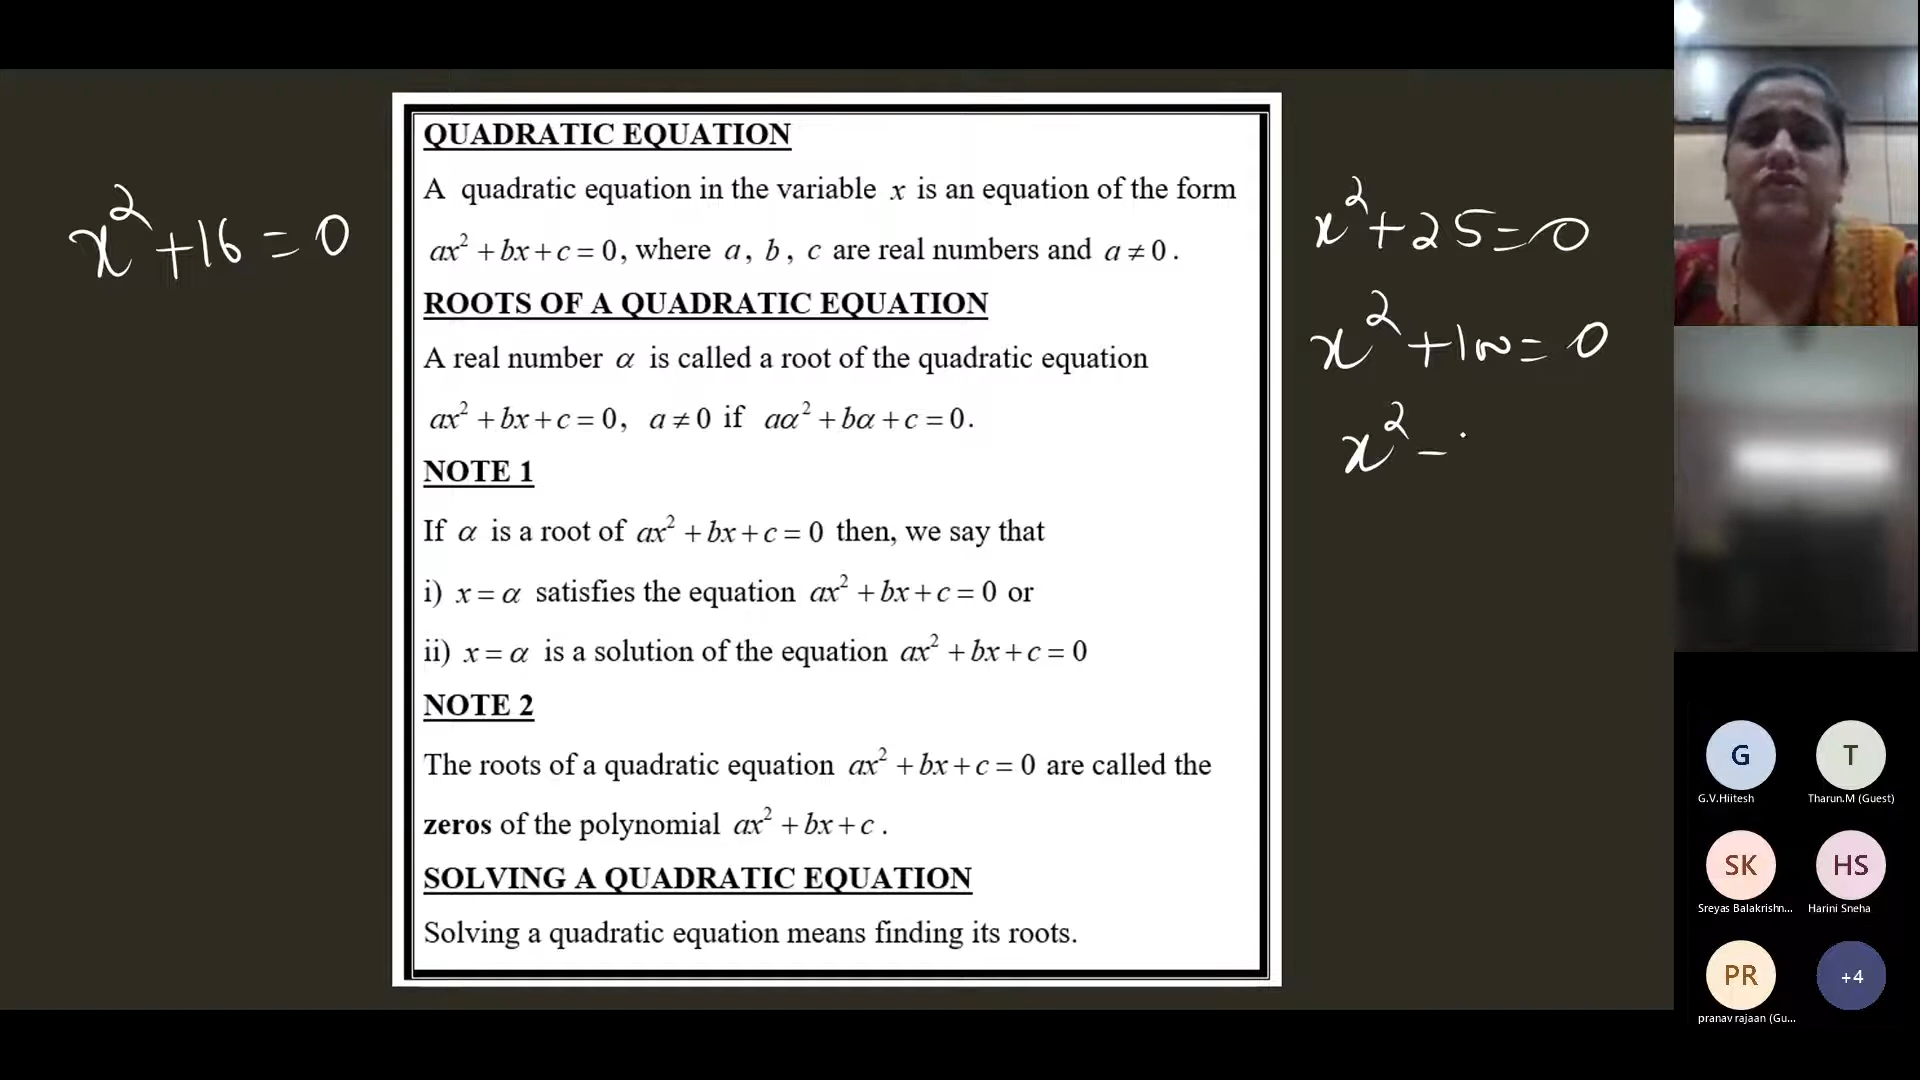 x²+16=0
QUADRATIC EQUATION
A quadratic equation in the variable x is an equation of the form
ax²+bx+c=0, where a, b, c are real numbers and a≠0.
ROOTS OF A QUADRATIC EQUATION
A real number α is called a root of the quadratic equation
ax²+bx+c=0, a≠0 if aα²+bα+c=0.
NOTE 1
If α is a root of ax²+bx+c=0 then, we say that
i) x=α satisfies the equation ax²+bx+c=0 or
ii) x=α is a solution of the equation ax²+bx+c=0
NOTE 2
The roots of a quadratic equation ax²+bx+c=0 are called the
zeros of the polynomial ax²+bx+c.
SOLVING A QUADRATIC EQUATION
Solving a quadratic equation means finding its roots.
x²+25=0
x²+100=0
x²-
G
T
G.V.Hiitesh
Tharun.M (Guest)
SK
HS
Sreyas Balakrishn...
Harini Sneha
PR
+4
pranav rajaan (Gu...